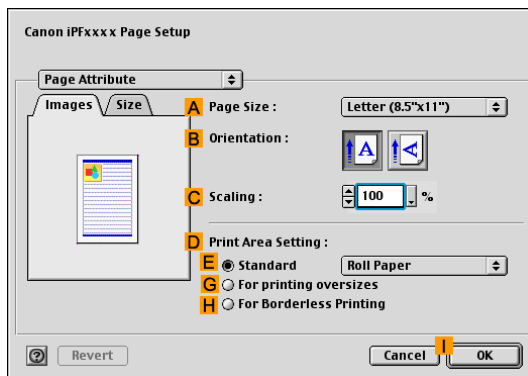 Canon iPFxxxx Page Setup
Page Attribute
Images Size
A Page Size : Letter (8.5"x11")
B Orientation : A A
C Scaling : 100 %
D Print Area Setting :
E Standard Roll Paper
G For printing oversizes
H For Borderless Printing
? Revert Cancel I OK